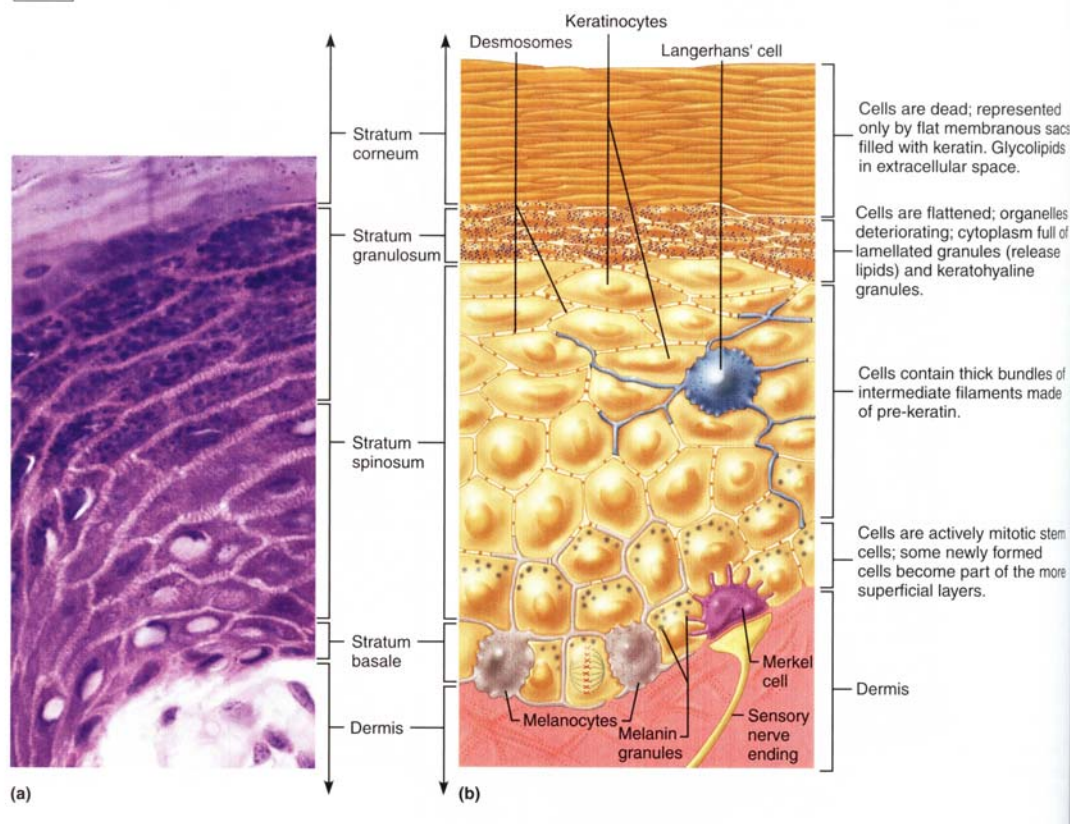 Keratinocytes
Desmosomes
Langerhans' cell
Stratum
corneum
Cells are dead; represented
only by flat membranous sacs
filled with keratin. Glycolipids
in extracellular space.
Stratum
granulosum
Cells are flattened; organelles
deteriorating; cytoplasm full of
lamellated granules (release
lipids) and keratohyaline
granules.
Cells contain thick bundles of
intermediate filaments made
of pre-keratin.
Stratum
spinosum
Cells are actively mitotic stem
cells; some newly formed
cells become part of the more
superficial layers.
Stratum
basale
Merkel
cell
Dermis
Dermis
Melanocytes
Melanin
granules
Sensory
nerve
ending
(a)
(b)